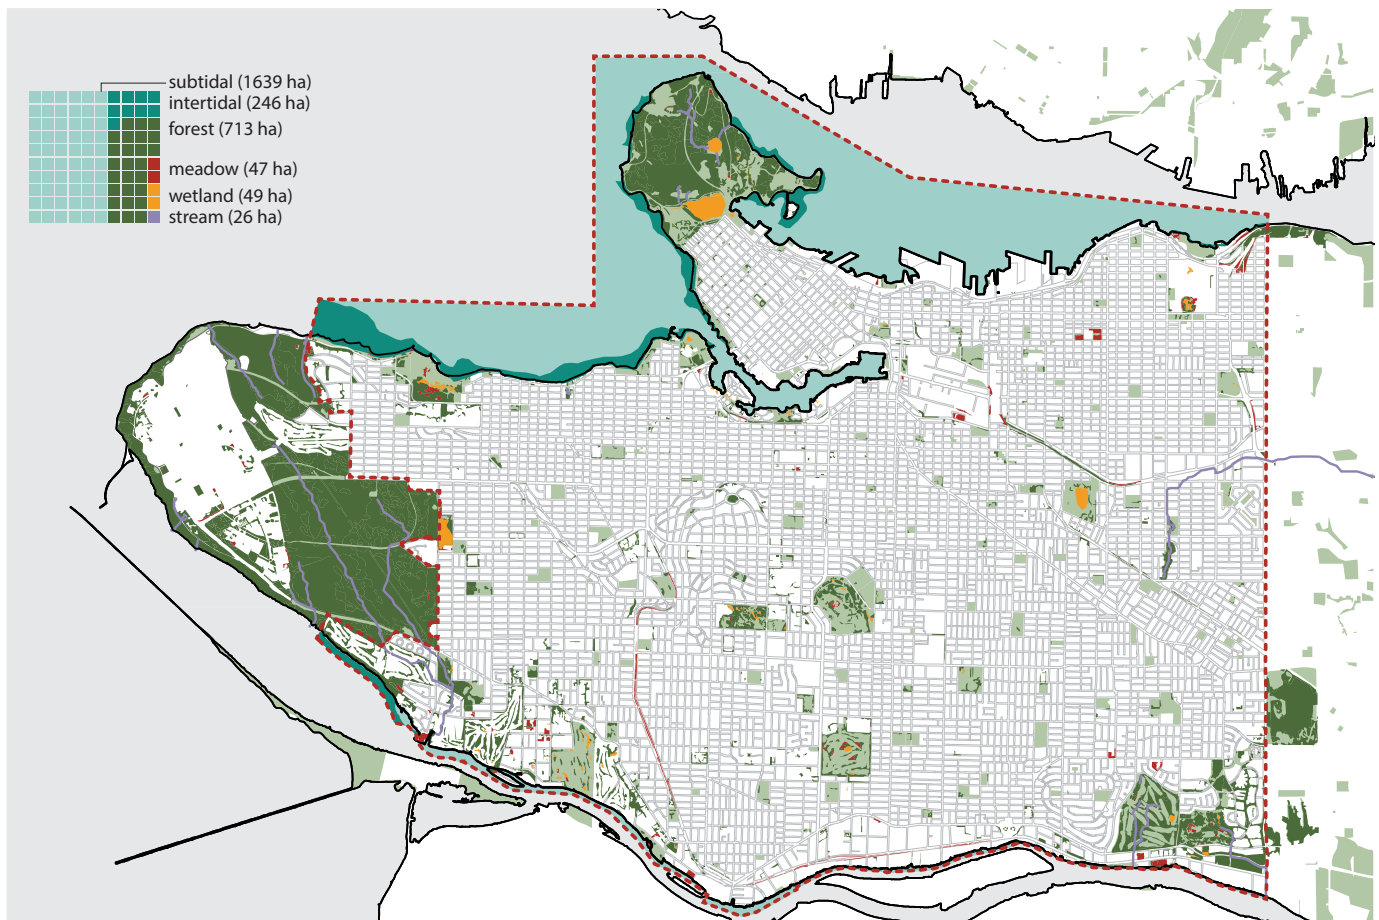 subtidal (1639 ha)
intertidal (246 ha)
forest (713 ha)
meadow (47 ha)
wetland (49 ha)
stream (26 ha)